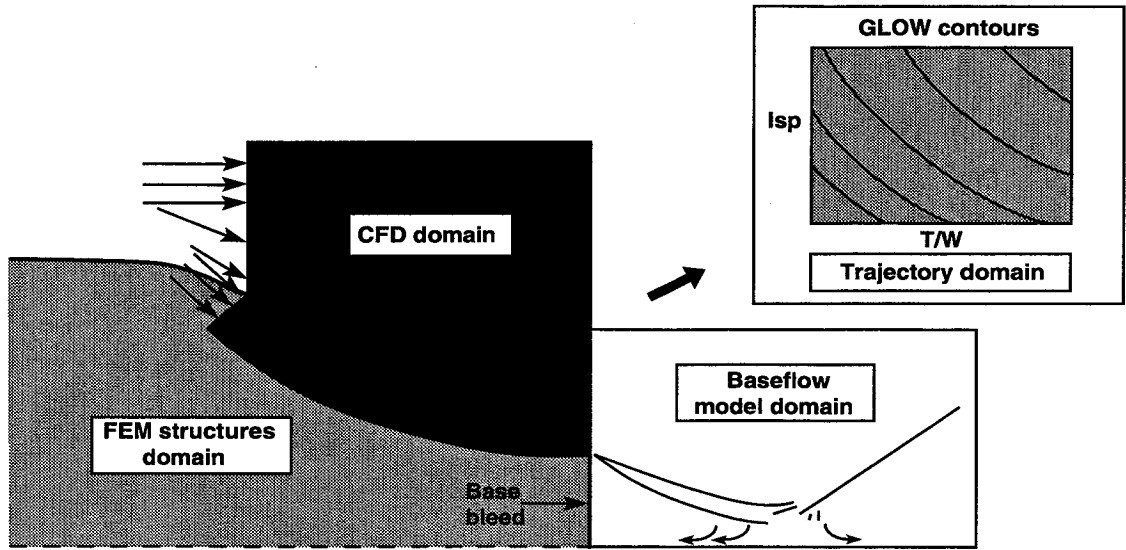 GLOW contours
Isp
T/W
Trajectory domain
CFD domain
Baseflow
model domain
FEM structures
domain
Base
bleed